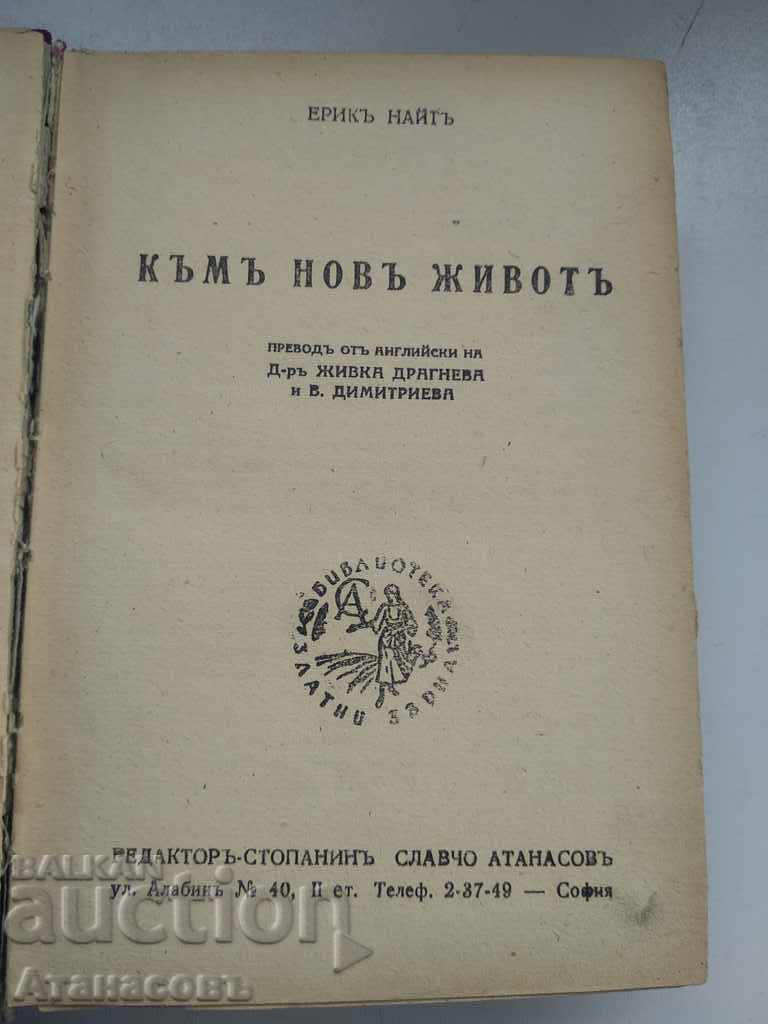 ЕРИКЪ НАЙТЪ
КЪМЪ НОВЪ ЖИВОТЪ
ПРЕВОДЪ ОТЪ АНГЛИЙСКИ НА
Д-ръ ЖИВКА ДРАГНЕВА
и В. ДИМИТРИЕВА
БИБЛИОТЕКА
СА
ЗЛАТНИ ЗЪРНА
РЕДАКТОРЪ-СТОПАНИНЪ СЛАВЧО АТАНАСОВЪ
ул. Алабинъ № 40, II ет. Телеф. 2-37-49 — София
BALKAN
auction
Атанасовъ